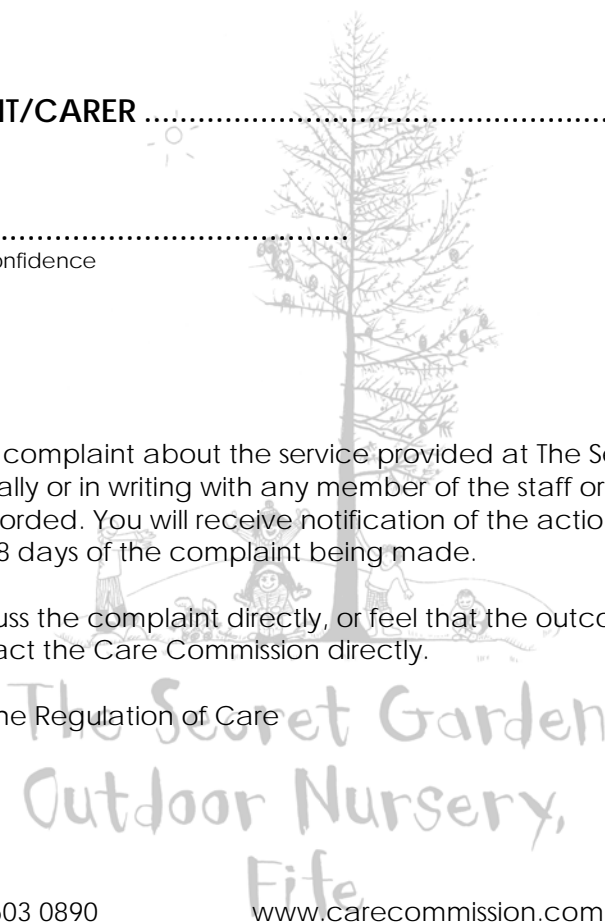 IT/CARER ......................................................
........................................
onfidence
complaint about the service provided at The Se
ally or in writing with any member of the staff or
orded. You will receive notification of the action
8 days of the complaint being made.
uss the complaint directly, or feel that the outco
act the Care Commission directly.
he Regulation of Care
The Secret Garden
Outdoor Nursery,
Fife
603 0890 www.carecommission.com